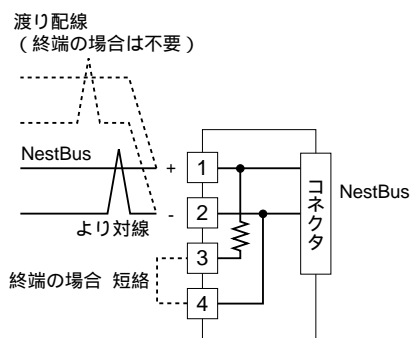 渡り配線
（終端の場合は不要）
NestBus
+
-
より対線
終端の場合 短絡
1
2
3
4
コネクタ
NestBus